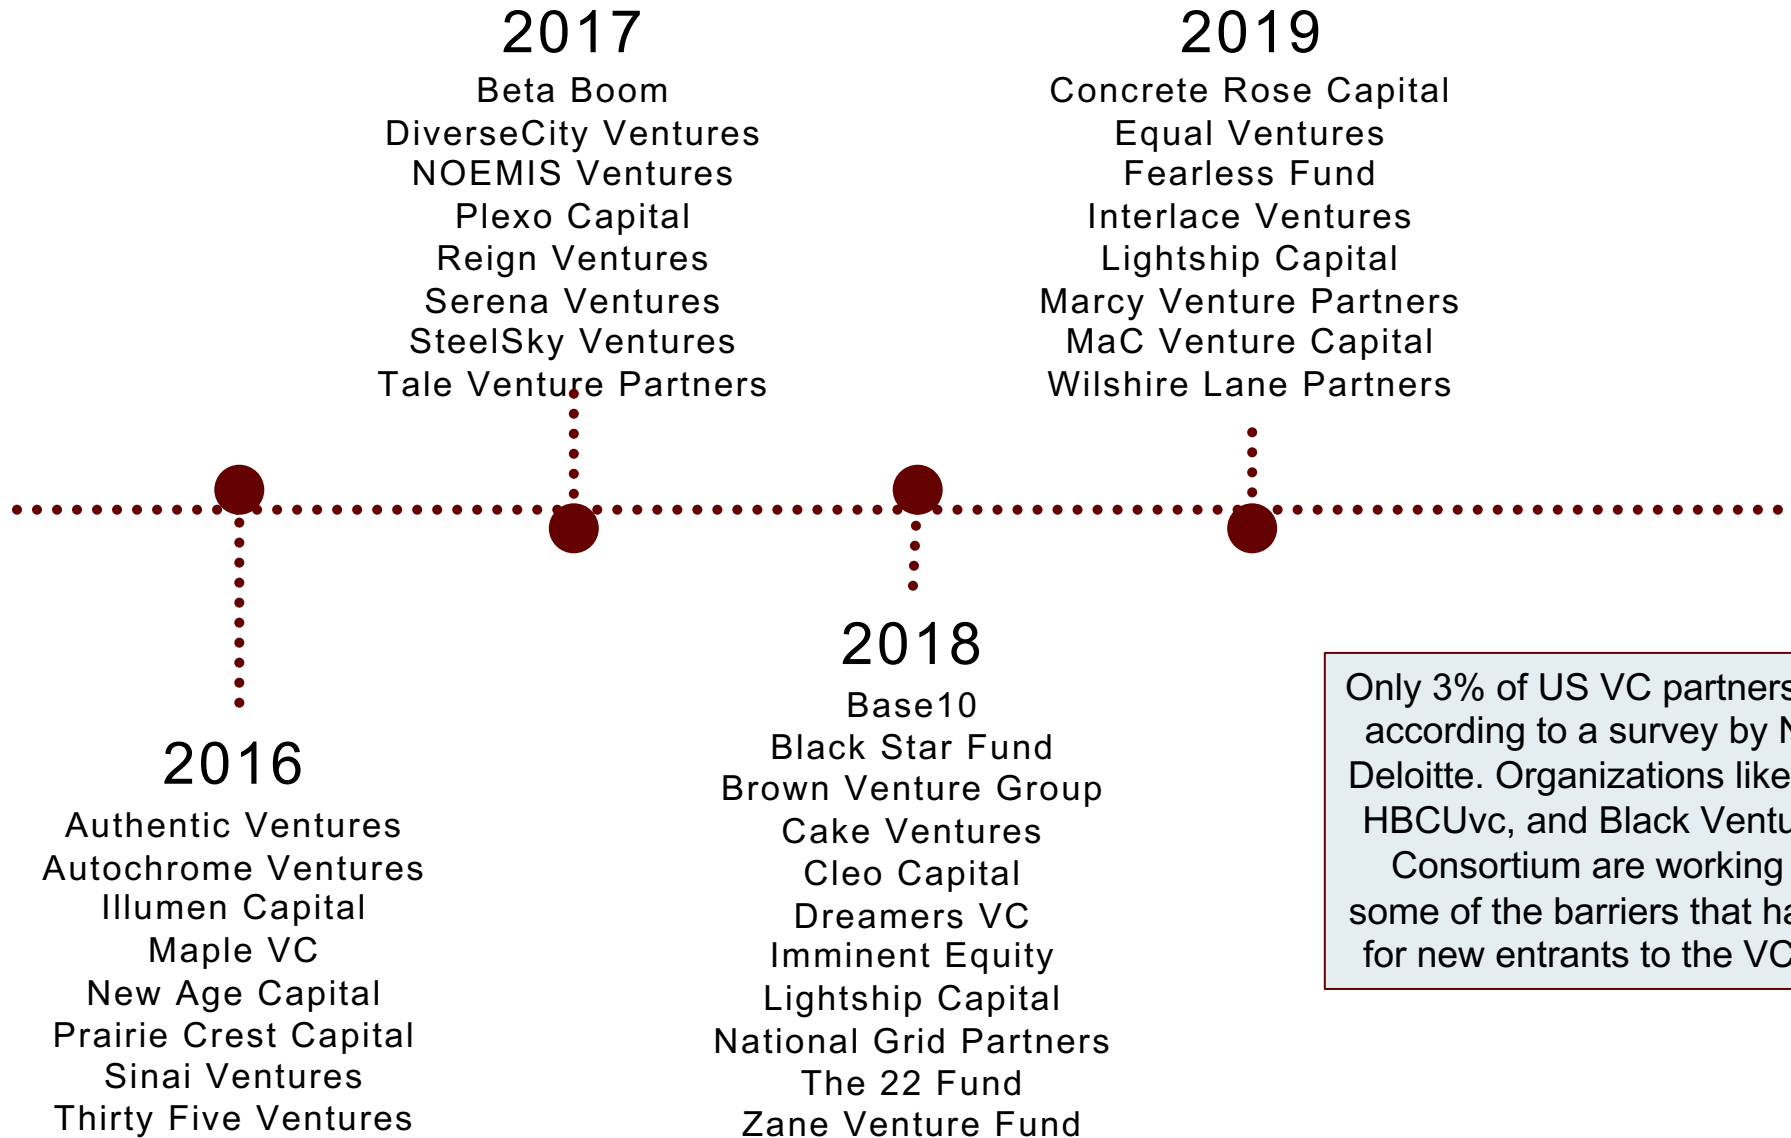 2017
Beta Boom
DiverseCity Ventures
NOEMIS Ventures
Plexo Capital
Reign Ventures
Serena Ventures
SteelSky Ventures
Tale Venture Partners
2019
Concrete Rose Capital
Equal Ventures
Fearless Fund
Interlace Ventures
Lightship Capital
Marcy Venture Partners
MaC Venture Capital
Wilshire Lane Partners
2016
Authentic Ventures
Autochrome Ventures
Illumen Capital
Maple VC
New Age Capital
Prairie Crest Capital
Sinai Ventures
Thirty Five Ventures
2018
Base10
Black Star Fund
Brown Venture Group
Cake Ventures
Cleo Capital
Dreamers VC
Imminent Equity
Lightship Capital
National Grid Partners
The 22 Fund
Zane Venture Fund
Only 3% of US VC partners
according to a survey by
Deloitte. Organizations like
HBCUvc, and Black
Consortium are working
some of the barriers that
for new entrants to the VC